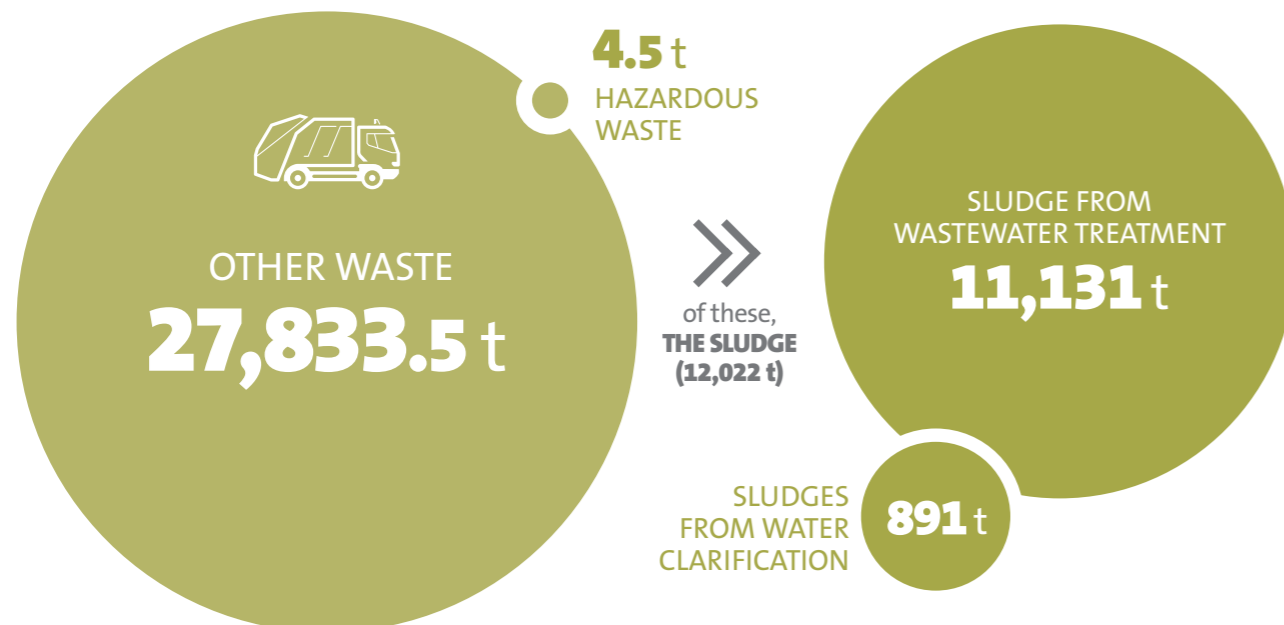 4.5 t
HAZARDOUS
WASTE
OTHER WASTE
27,833.5 t
of these,
THE SLUDGE
(12,022 t)
SLUDGE FROM
WASTEWATER TREATMENT
11,131 t
SLUDGES
FROM WATER
CLARIFICATION
891 t